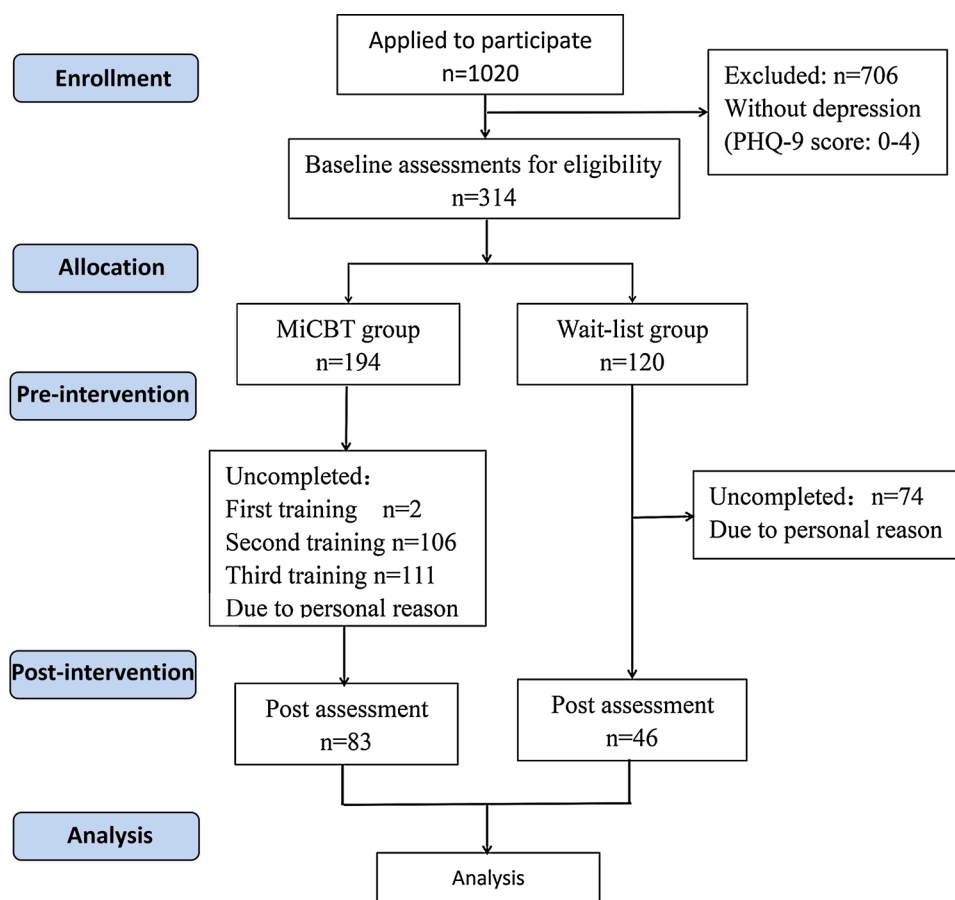 Enrollment
Applied to participate
n=1020
Excluded: n=706
Without depression
(PHQ-9 score: 0-4)
Baseline assessments for eligibility
n=314
Allocation
MiCBT group
n=194
Wait-list group
n=120
Pre-intervention
Uncompleted：
First training n=2
Second training n=106
Third training n=111
Due to personal reason
Uncompleted：n=74
Due to personal reason
Post-intervention
Post assessment
n=83
Post assessment
n=46
Analysis
Analysis